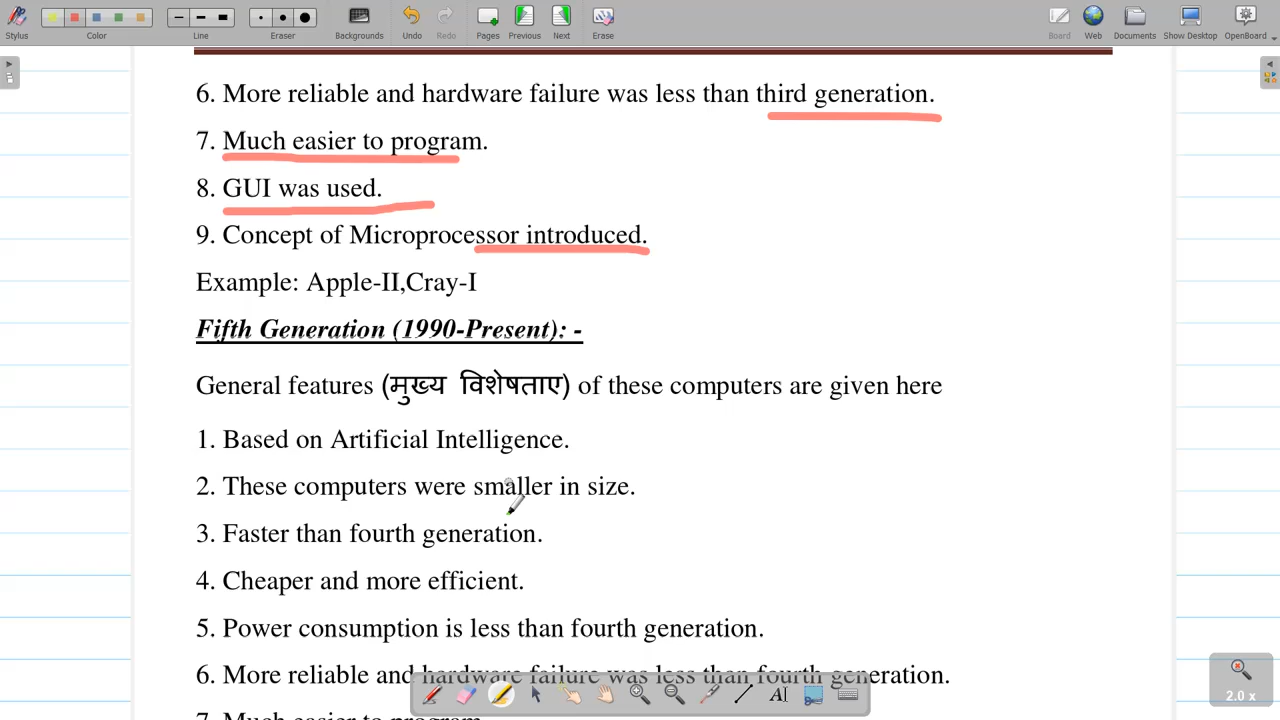 Stylus Color Line Eraser Backgrounds Undo Redo Pages Previous Next Erase Board Web Documents Show Desktop OpenBoard
6. More reliable and hardware failure was less than third generation.
7. Much easier to program.
8. GUI was used.
9. Concept of Microprocessor introduced.
Example: Apple-II,Cray-I
Fifth Generation (1990-Present): -
General features (मुख्य विशेषताए) of these computers are given here
1. Based on Artificial Intelligence.
2. These computers were smaller in size.
3. Faster than fourth generation.
4. Cheaper and more efficient.
5. Power consumption is less than fourth generation.
6. More reliable and hardware failure was less than fourth generation.
7. Much easier to program.
2.0 x